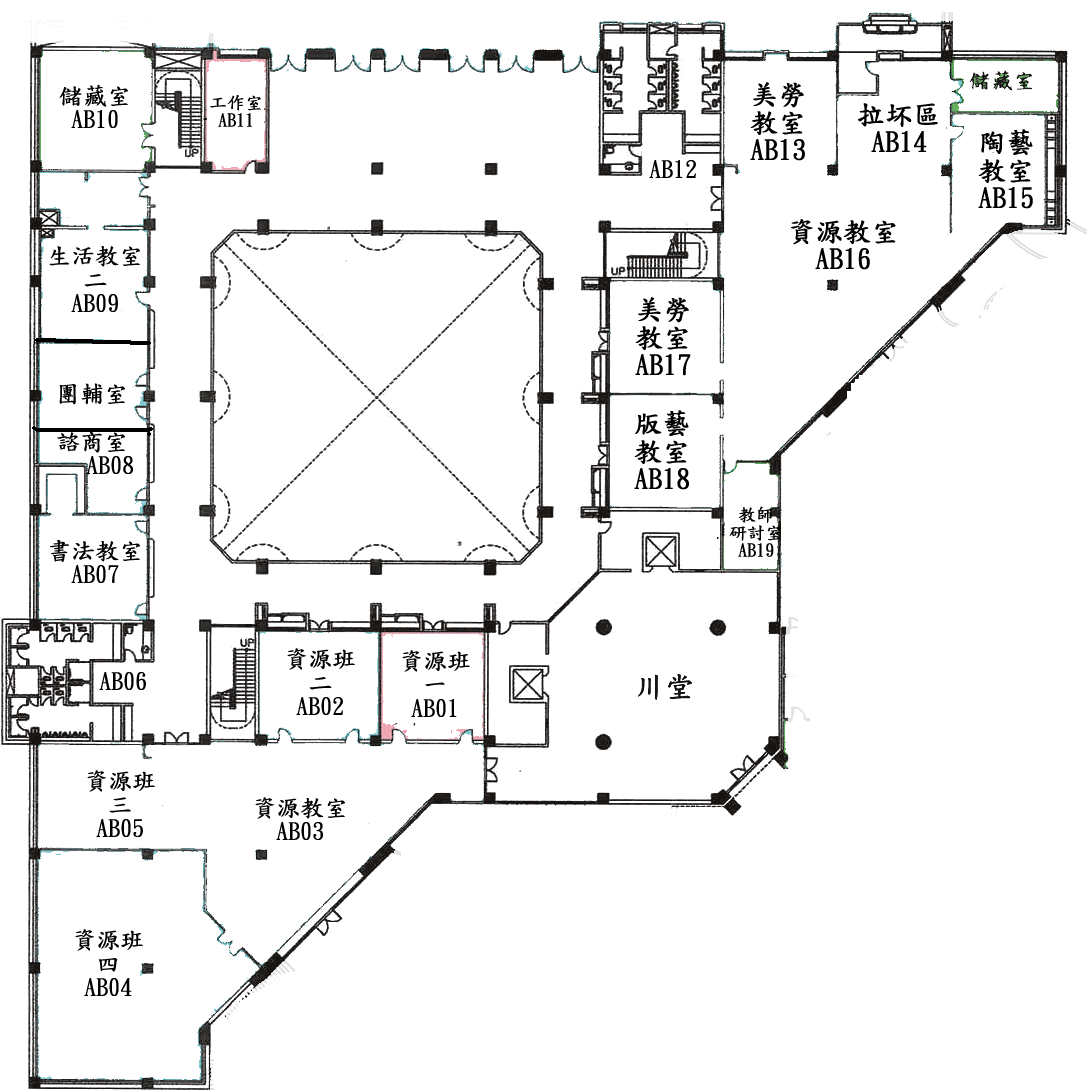 儲藏室
AB10
工作室
AB11
UP
AB12
美勞
教室
AB13
拉坏區
AB14
儲藏室
陶藝
教室
AB15
資源教室
AB16
生活教室
二
AB09
UP
美勞
教室
AB17
團輔室
版藝
教室
AB18
諮商室
AB08
教師
研討室
AB19
書法教室
AB07
AB06
UP
資源班
二
AB02
資源班
一
AB01
川堂
資源班
三
AB05
資源教室
AB03
資源班
四
AB04